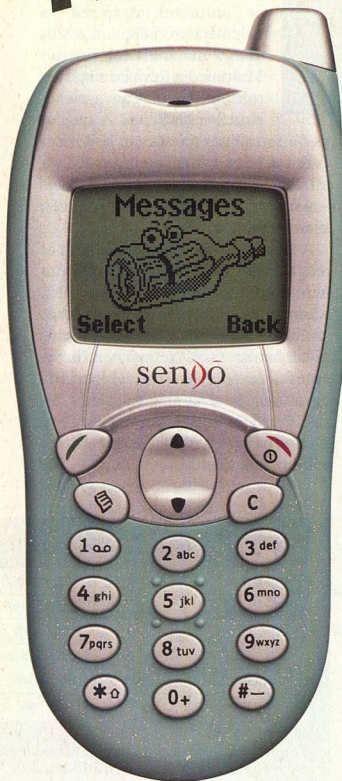 Messages
Select Back
sendo
C
1 2 abc 3 def
4 ghi 5 jkl 6 mno
7pqrs 8 tuv 9wxyz
* 0+ #